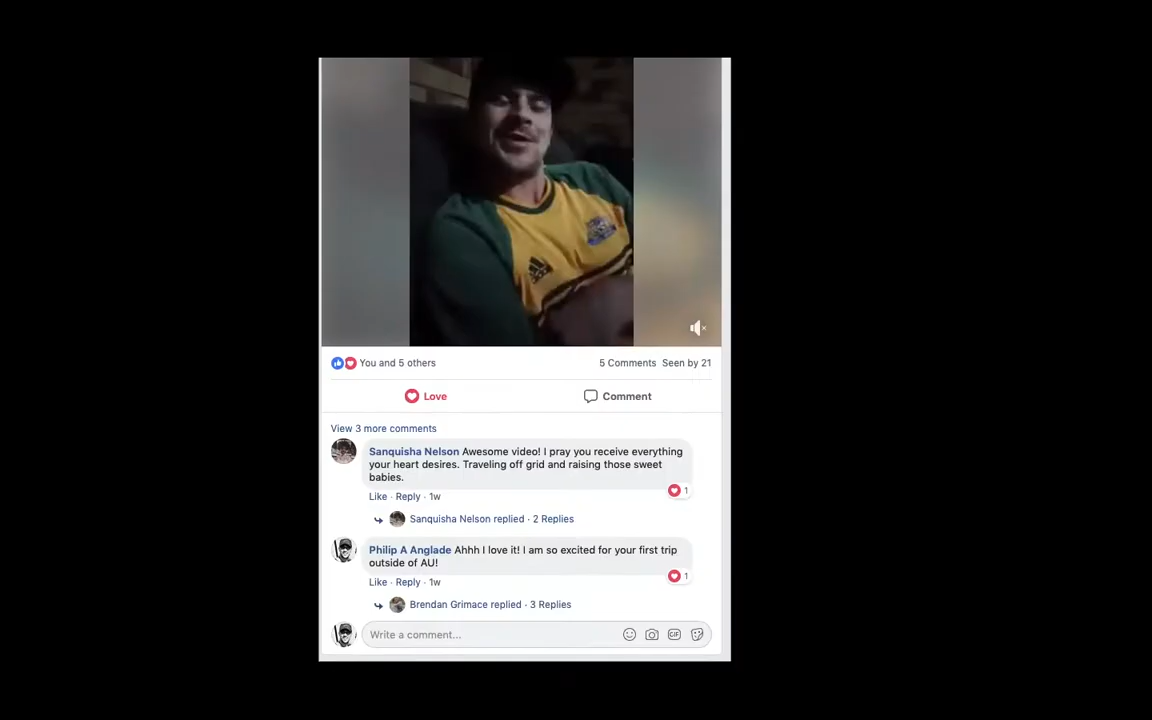 You and 5 others 5 Comments Seen by 21
Love Comment
View 3 more comments
Sanquisha Nelson Awesome video! I pray you receive everything
your heart desires. Traveling off grid and raising those sweet
babies.
1
Like · Reply · 1w
Sanquisha Nelson replied · 2 Replies
Philip A Anglade Ahhh I love it! I am so excited for your first trip
outside of AU!
1
Like · Reply · 1w
Brendan Grimace replied · 3 Replies
Write a comment... GIF